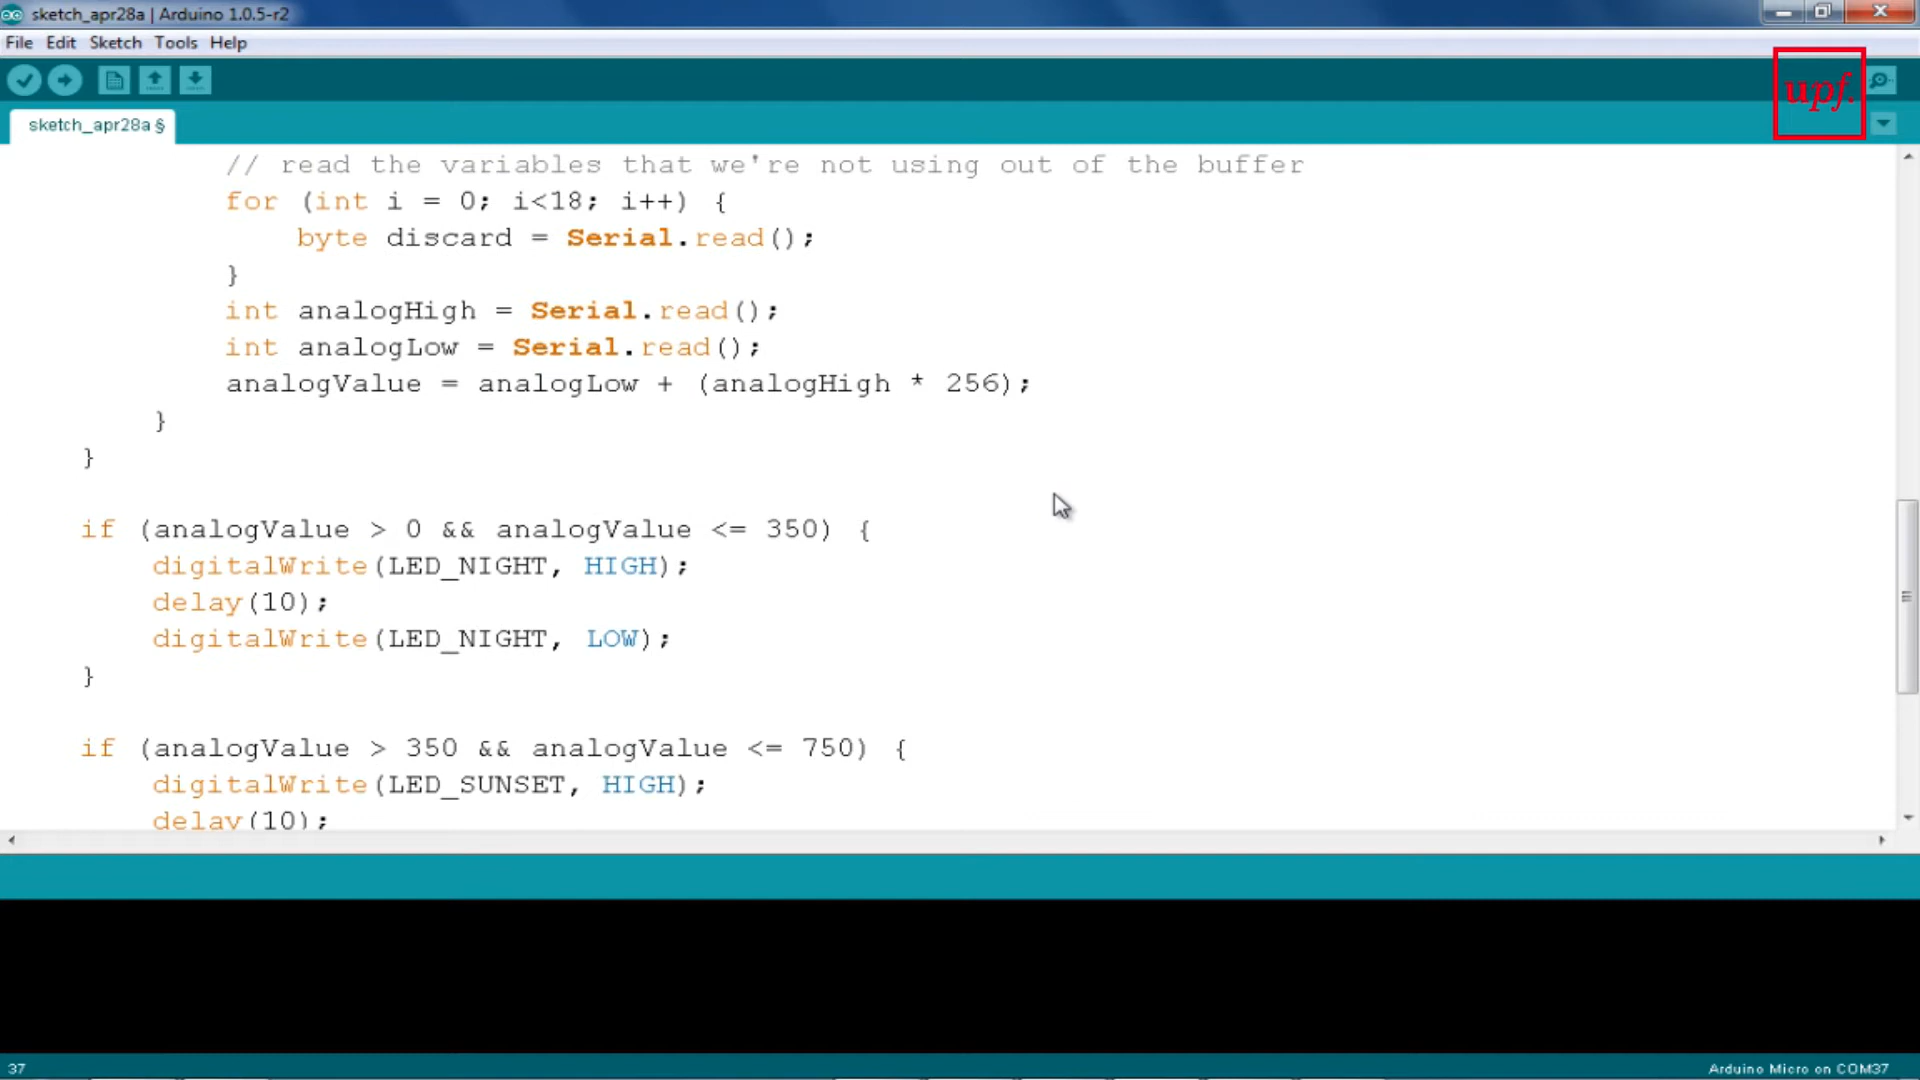 sketch_apr28a | Arduino 1.0.5-r2
File Edit Sketch Tools Help
upf.
sketch_apr28a §
// read the variables that we're not using out of the buffer
for (int i = 0; i<18; i++) {
byte discard = Serial.read();
}
int analogHigh = Serial.read();
int analogLow = Serial.read();
analogValue = analogLow + (analogHigh * 256);
}
}
if (analogValue > 0 && analogValue <= 350) {
digitalWrite(LED_NIGHT, HIGH);
delay(10);
digitalWrite(LED_NIGHT, LOW);
}
if (analogValue > 350 && analogValue <= 750) {
digitalWrite(LED_SUNSET, HIGH);
delay(10);
37
Arduino Micro on COM37